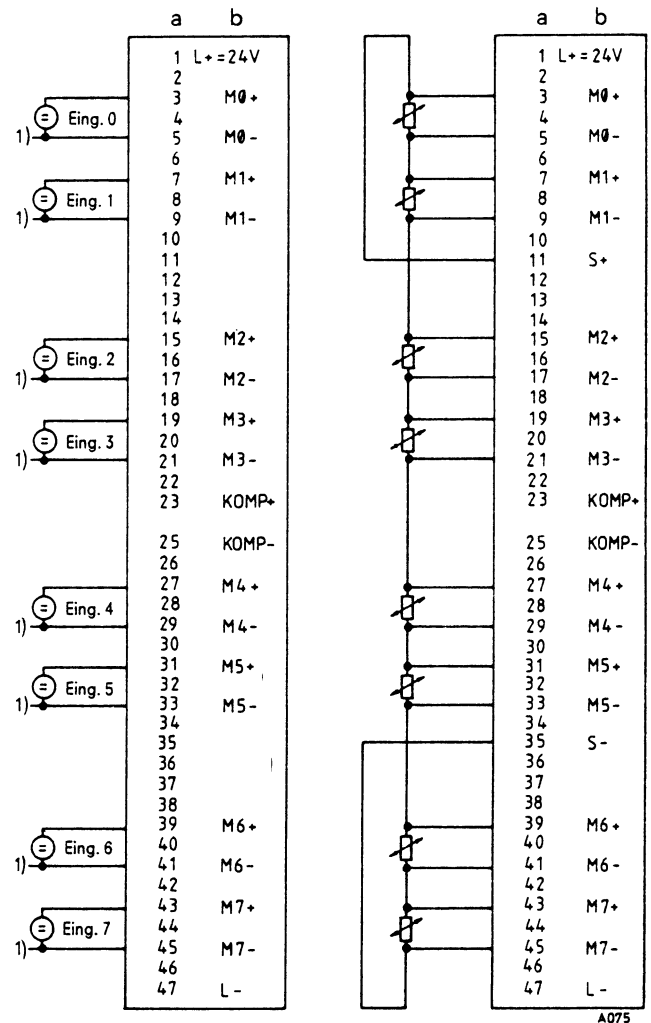 a b
1 L+=24V
2
3 M0+
Eing. 0 4
1) 5 M0-
6
7 M1+
Eing. 1 8
1) 9 M1-
10
11
12
13
14
15 M2+
Eing. 2 16
1) 17 M2-
18
19 M3+
Eing. 3 20
1) 21 M3-
22
23 KOMP+
25 KOMP-
26
27 M4+
Eing. 4 28
1) 29 M4-
30
31 M5+
Eing. 5 32
1) 33 M5-
34
35
36
37
38
39 M6+
Eing. 6 40
1) 41 M6-
42
43 M7+
Eing. 7 44
1) 45 M7-
46
47 L-
a b
1 L+=24V
2
3 M0+
4
5 M0-
6
7 M1+
8
9 M1-
10
11 S+
12
13
14
15 M2+
16
17 M2-
18
19 M3+
20
21 M3-
22
23 KOMP+
25 KOMP-
26
27 M4+
28
29 M4-
30
31 M5+
32
33 M5-
34
35 S-
36
37
38
39 M6+
40
41 M6-
42
43 M7+
44
45 M7-
46
47 L-
A075